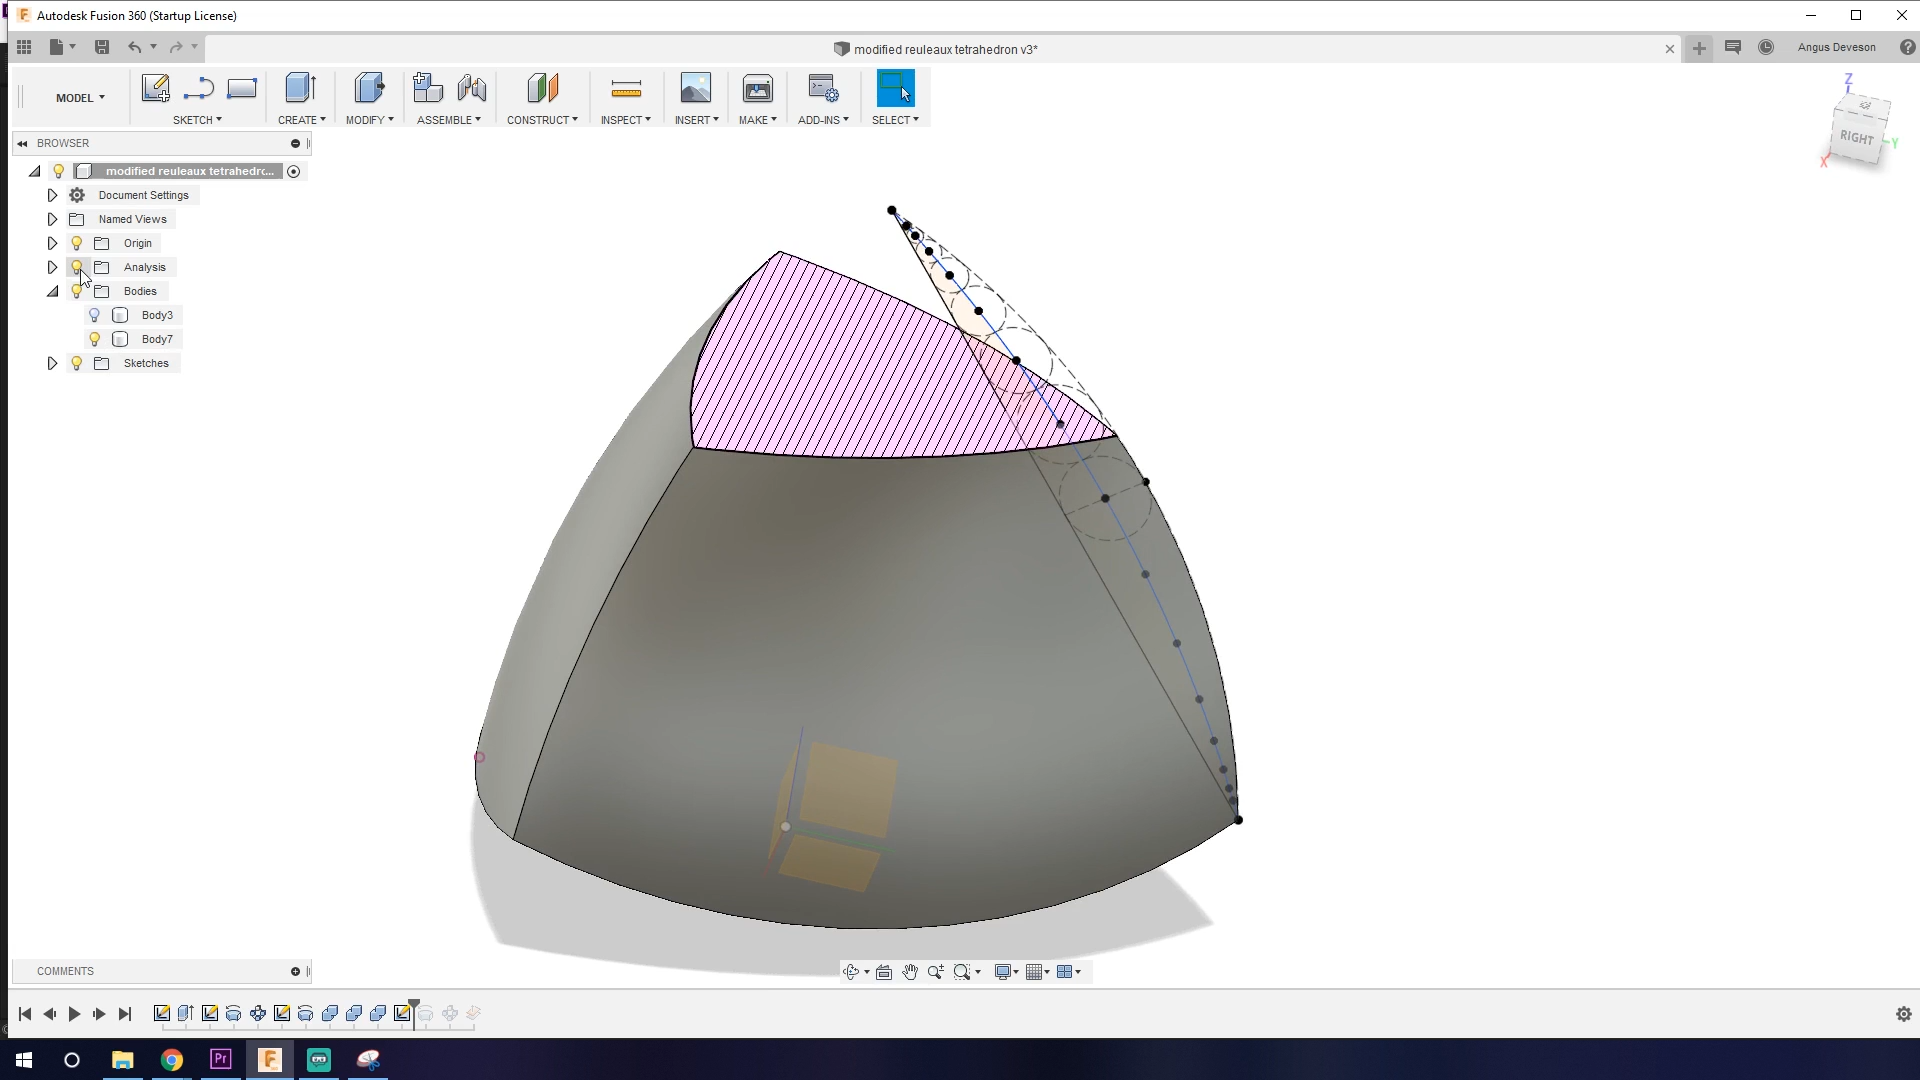 Autodesk Fusion 360 (Startup License)
modified reuleaux tetrahedron v3*
Angus Deveson
MODEL
SKETCH
CREATE
MODIFY
ASSEMBLE
CONSTRUCT
INSPECT
INSERT
MAKE
ADD-INS
SELECT
Z
RIGHT
Y
X
BROWSER
modified reuleaux tetrahedrc...
Document Settings
Named Views
Origin
Analysis
Bodies
Body3
Body7
Sketches
COMMENTS
Pr
F